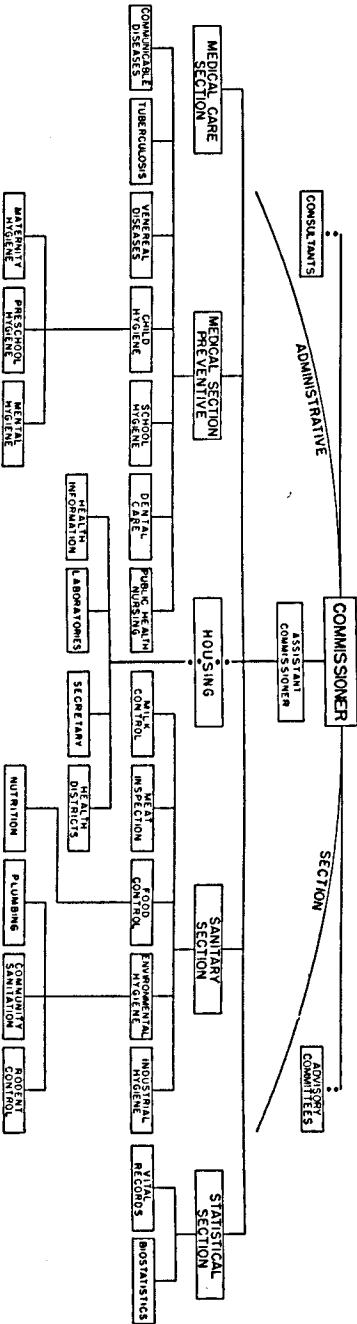 COMMISSIONER
CONSULTANTS
ADMINISTRATIVE
ASSISTANT
COMMISSIONER
SECTION
ADVISORY
COMMITTEES
MEDICAL CARE
SECTION
MEDICAL SECTION
PREVENTIVE
HOUSING
SANITARY
SECTION
STATISTICAL
SECTION
COMMUNICABLE
DISEASES
TUBERCULOSIS
VENEREAL
DISEASES
CHILD
HYGIENE
SCHOOL
HYGIENE
DENTAL
CARE
PUBLIC HEALTH
NURSING
MILK
CONTROL
MEAT
INSPECTION
FOOD
CONTROL
ENVIRONMENTAL
HYGIENE
INDUSTRIAL
HYGIENE
VITAL
RECORDS
BIOSTATISTICS
HEALTH
INFORMATION
LABORATORIES
SECRETARY
HEALTH
DISTRICTS
MATERNITY
HYGIENE
PRESCHOOL
HYGIENE
MENTAL
HYGIENE
NUTRITION
PLUMBING
COMMUNITY
SANITATION
RODENT
CONTROL